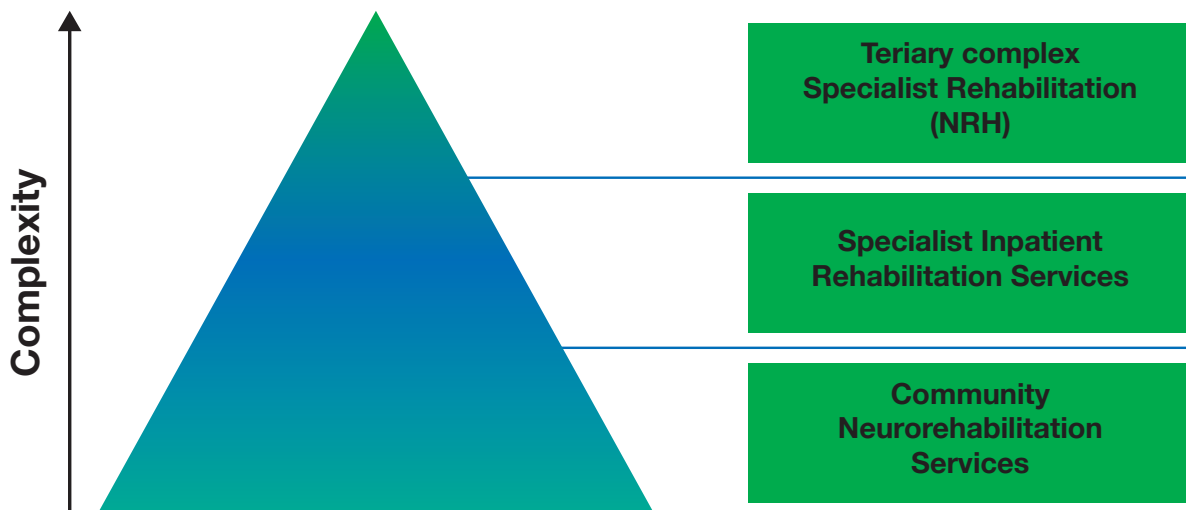 Complexity
Teriary complex
Specialist Rehabilitation
(NRH)
Specialist Inpatient
Rehabilitation Services
Community
Neurorehabilitation
Services